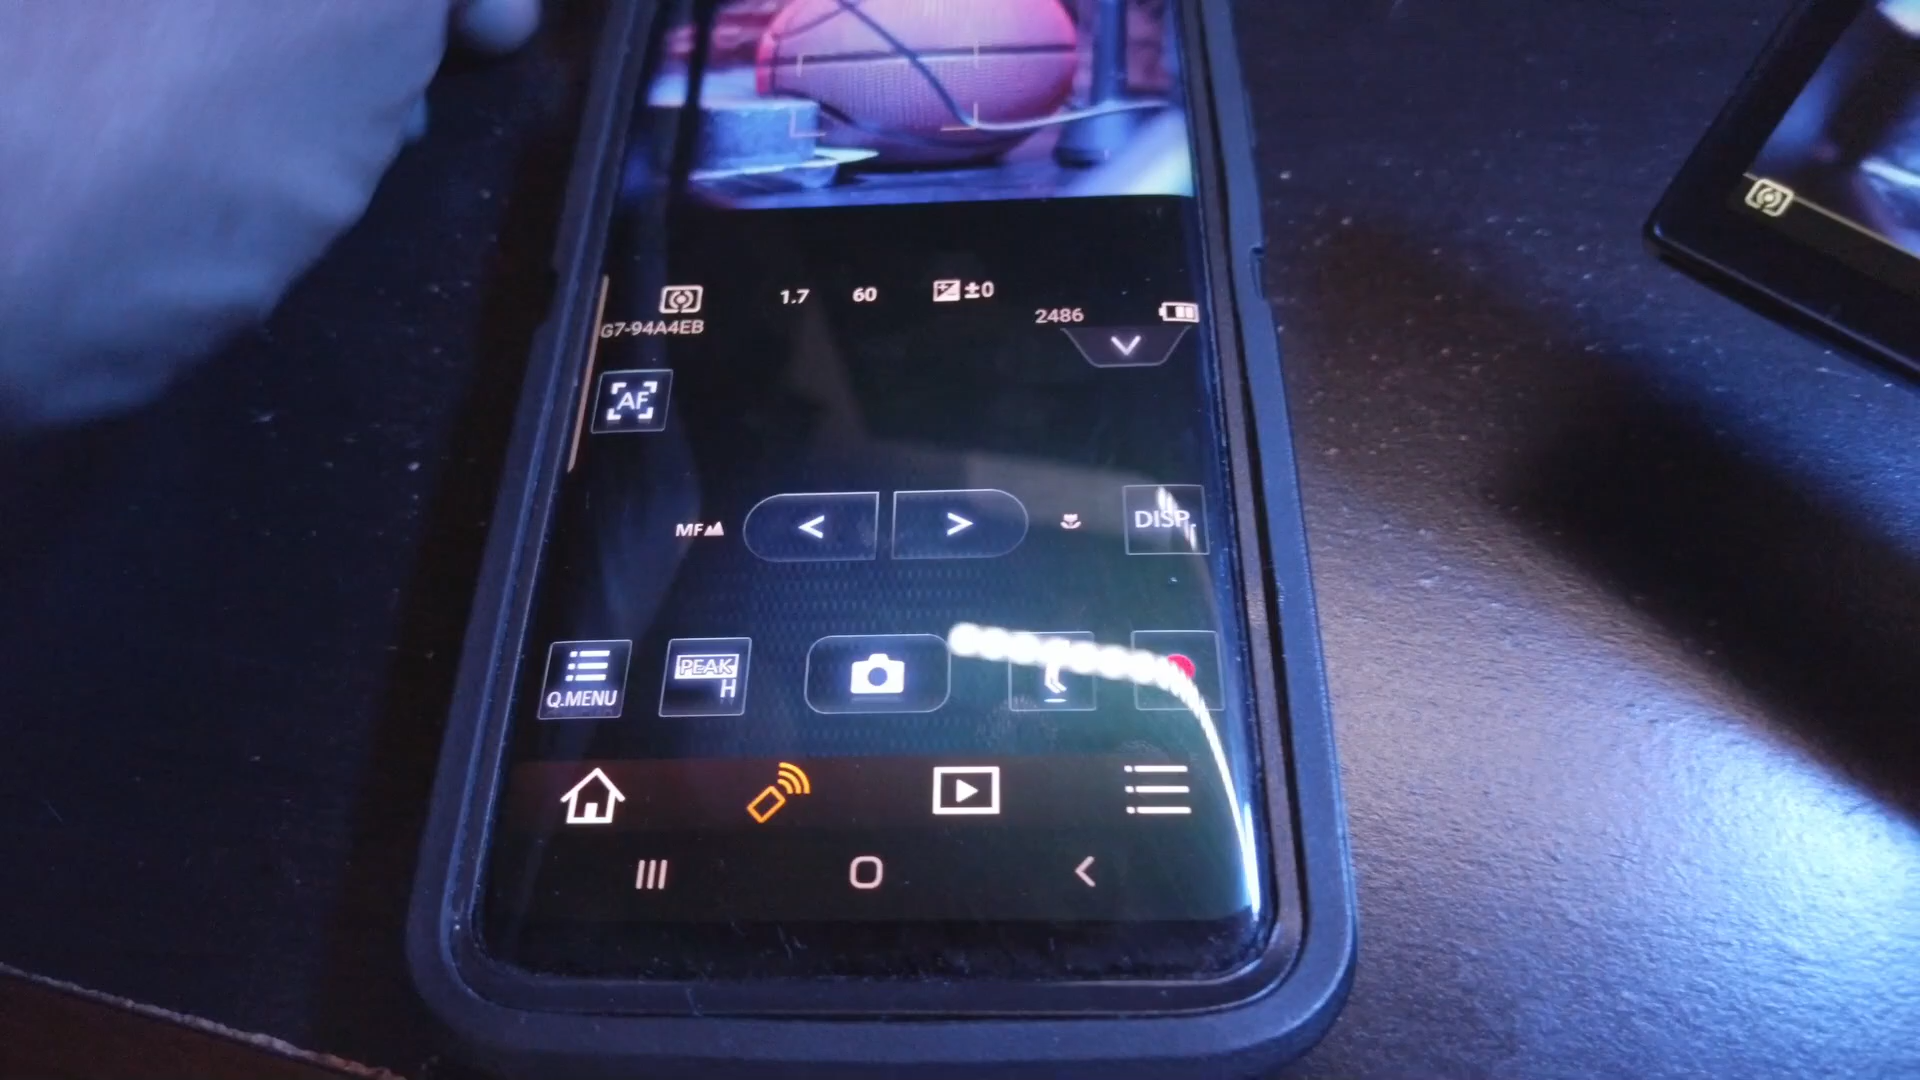 1.7 60 ±0
G7-94A4EB 2486
AF
MF DISP.
PEAK
H
Q.MENU